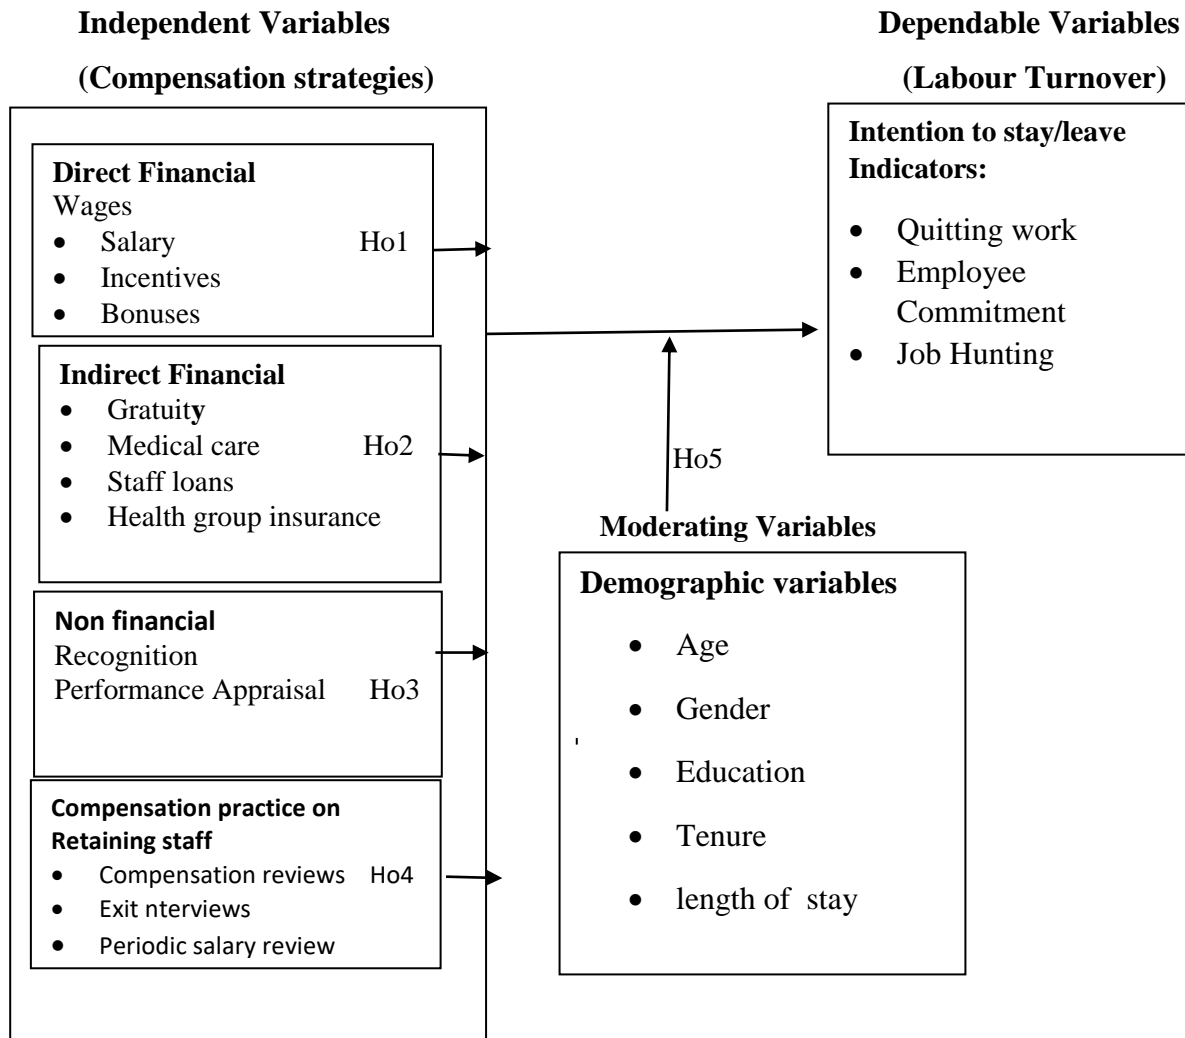 Independent Variables
(Compensation strategies)
Direct Financial
Wages
• Salary Ho1
• Incentives
• Bonuses
Indirect Financial
• Gratuity
• Medical care Ho2
• Staff loans
• Health group insurance
Non financial
Recognition
Performance Appraisal Ho3
Compensation practice on
Retaining staff
• Compensation reviews Ho4
• Exit nterviews
• Periodic salary review
Dependable Variables
(Labour Turnover)
Intention to stay/leave
Indicators:
• Quitting work
• Employee
Commitment
• Job Hunting
Ho5
Moderating Variables
Demographic variables
• Age
• Gender
• Education
• Tenure
• length of stay
'